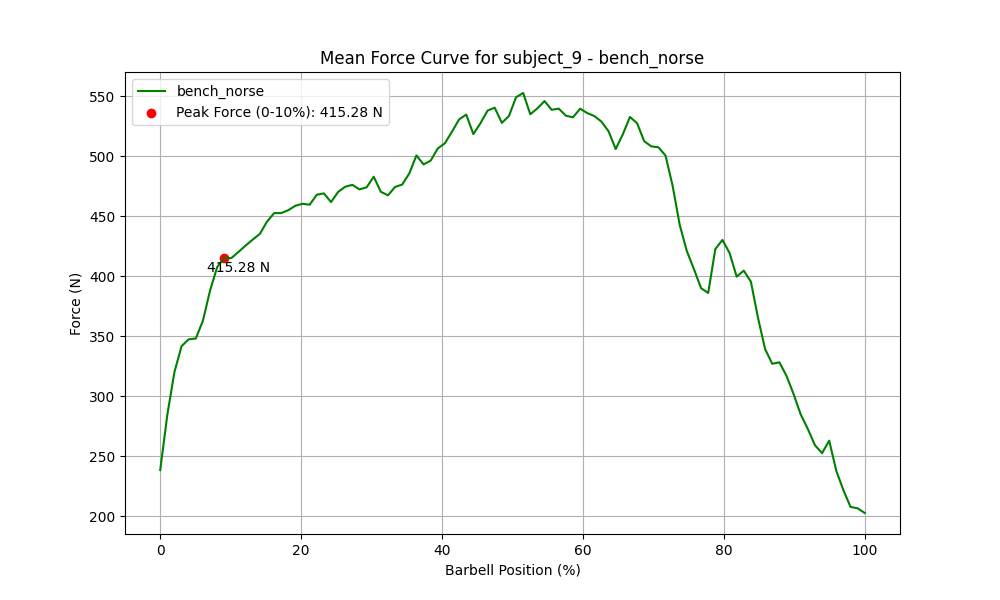 Mean Force Curve for subject_9 - bench_norse
bench_norse
Peak Force (0-10%): 415.28 N
550
500
450
400
350
300
250
200
Force (N)
415.28 N
0 20 40 60 80 100
Barbell Position (%)